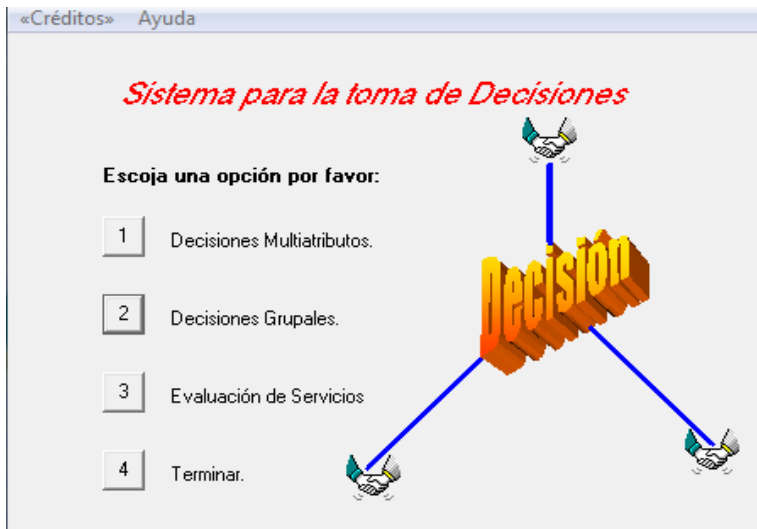 «Créditos» Ayuda
Sistema para la toma de Decisiones
Escoja una opción por favor:
1 Decisiones Multiatributos.
Decisión
2 Decisiones Grupales.
3 Evaluación de Servicios
4 Terminar.